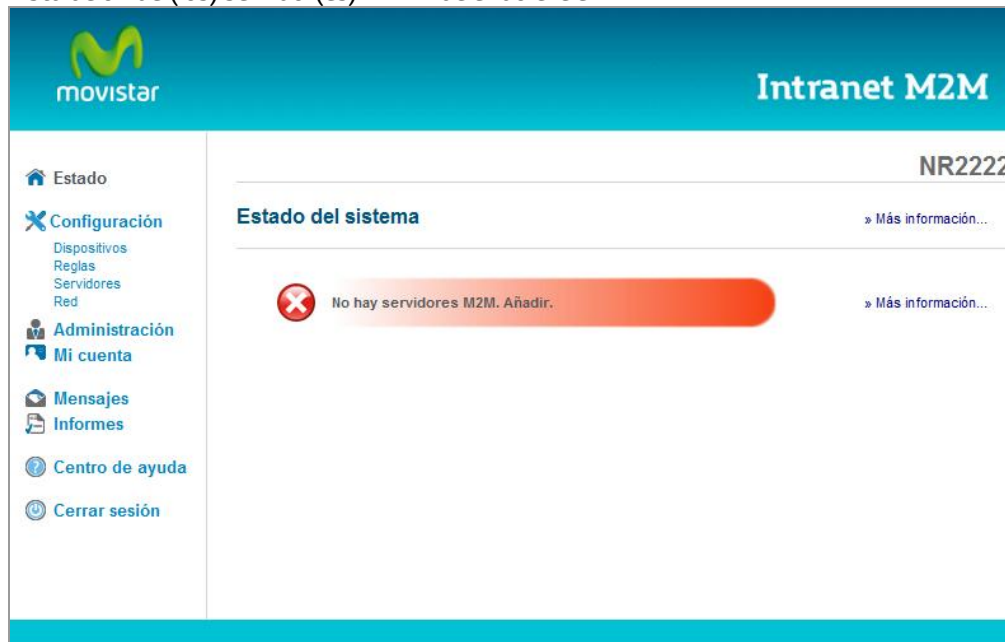 movistar
Intranet M2M
NR2222
Estado
Configuración
Dispositivos
Reglas
Servidores
Red
Administración
Mi cuenta
Mensajes
Informes
Centro de ayuda
Cerrar sesión
Estado del sistema
» Más información...
No hay servidores M2M. Añadir.
» Más información...